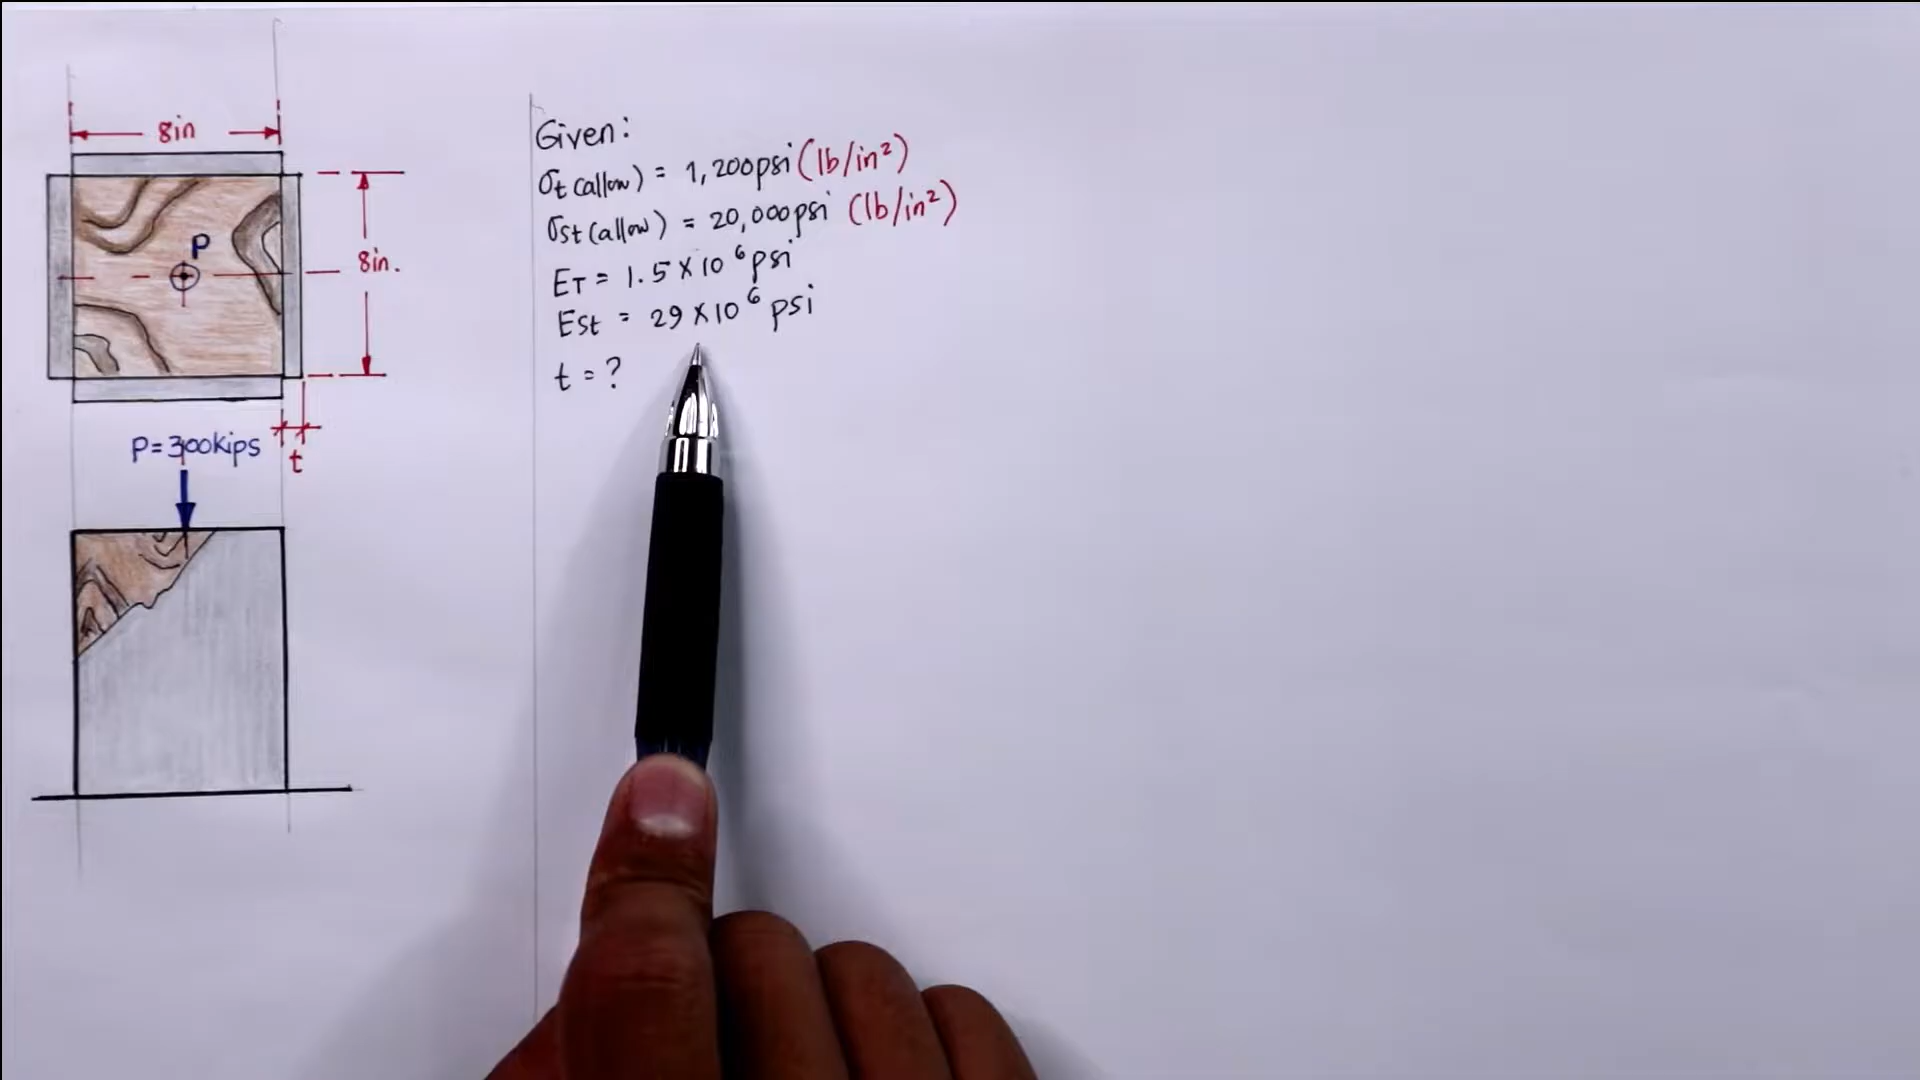 8in
P
8in.
P=300kips
t
Given:
σt (allow) = 1,200psi (lb/in²)
σst (allow) = 20,000psi (lb/in²)
ET = 1.5 × 10⁶ psi
Est = 29 × 10⁶ psi
t = ?